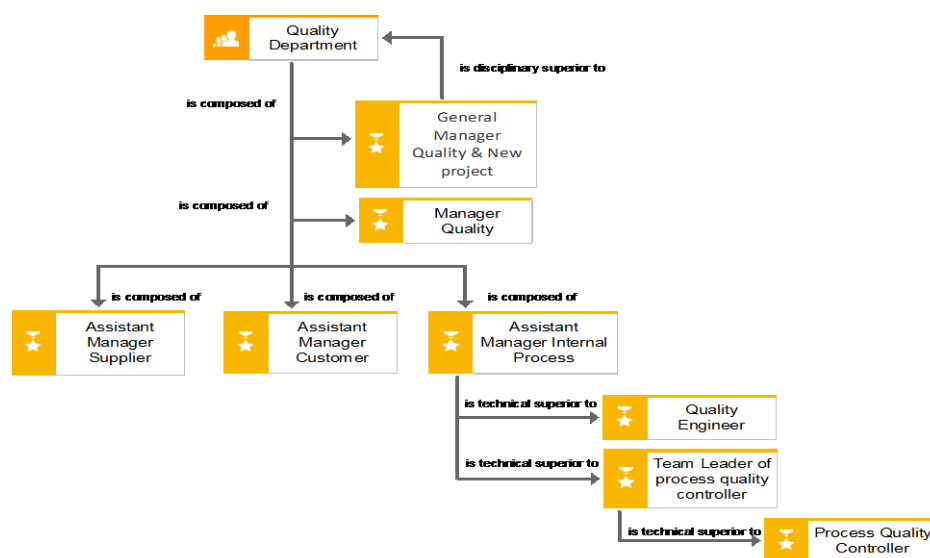 Quality
Department
is disciplinary superior to
is composed of
General
Manager
Quality & New
project
is composed of
Manager
Quality
is composed of
is composed of
is composed of
Assistant
Manager
Supplier
Assistant
Manager
Customer
Assistant
Manager Internal
Process
is technical superior to
Quality
Engineer
is technical superior to
Team Leader of
process quality
controller
is technical superior to
Process Quality
Controller